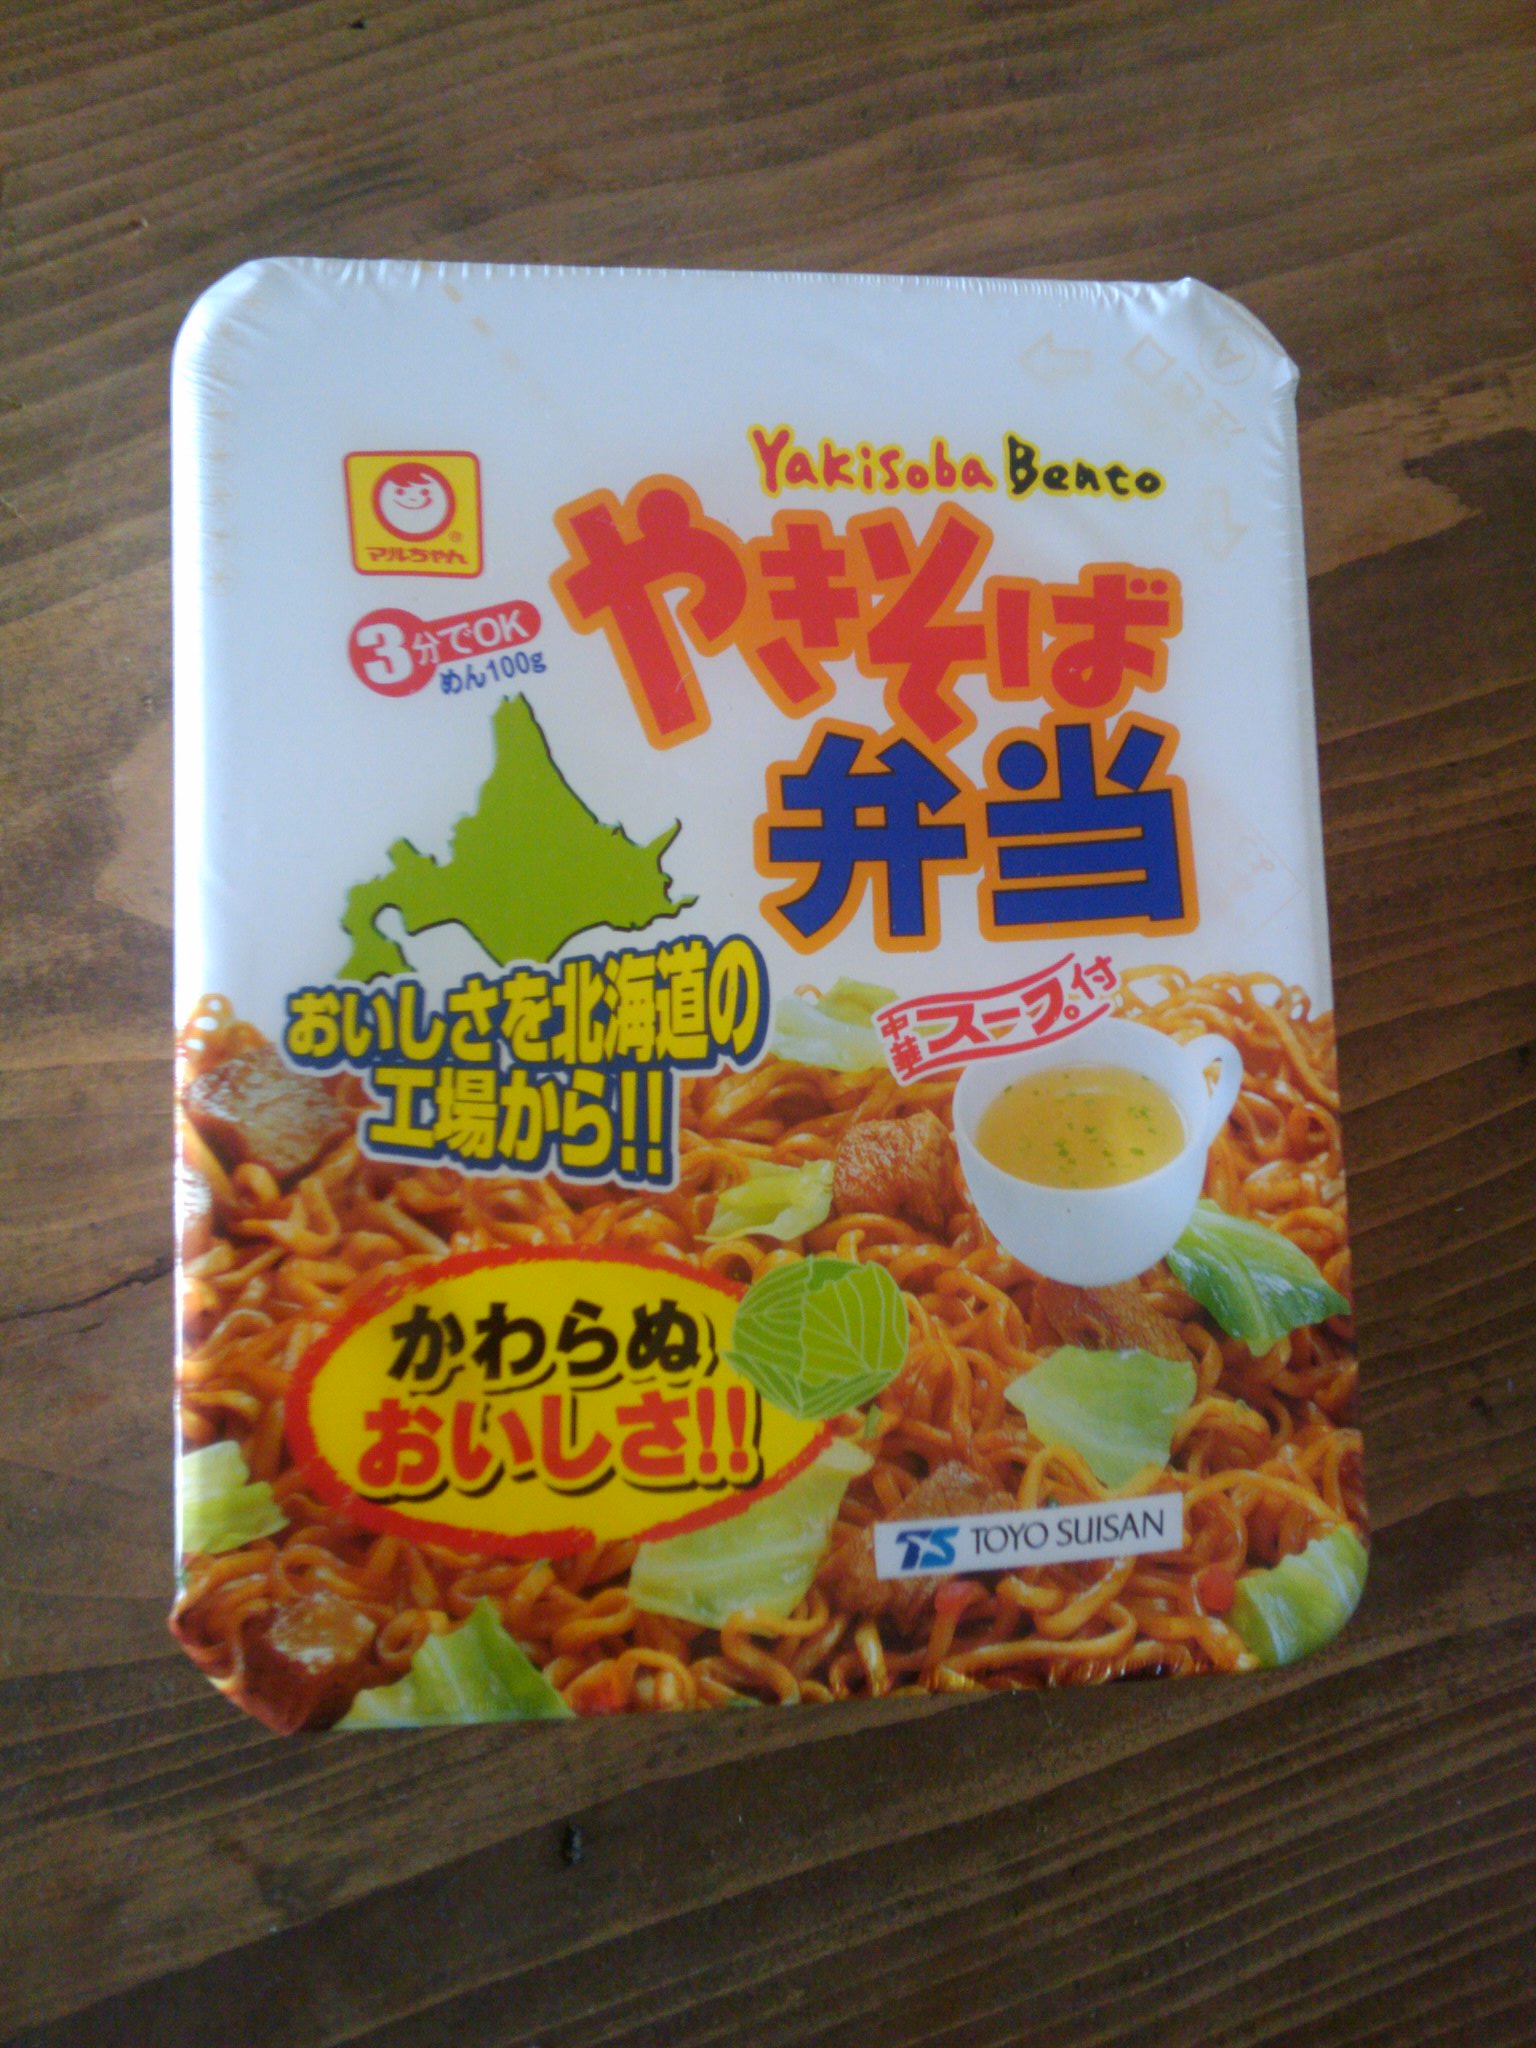 Yakisoba Bento
マルちゃん
やきそば
弁当
3分でOK
めん100g
おいしさを北海道の
工場から!!
中華スープ付
かわらぬ
おいしさ!!
TS TOYO SUISAN